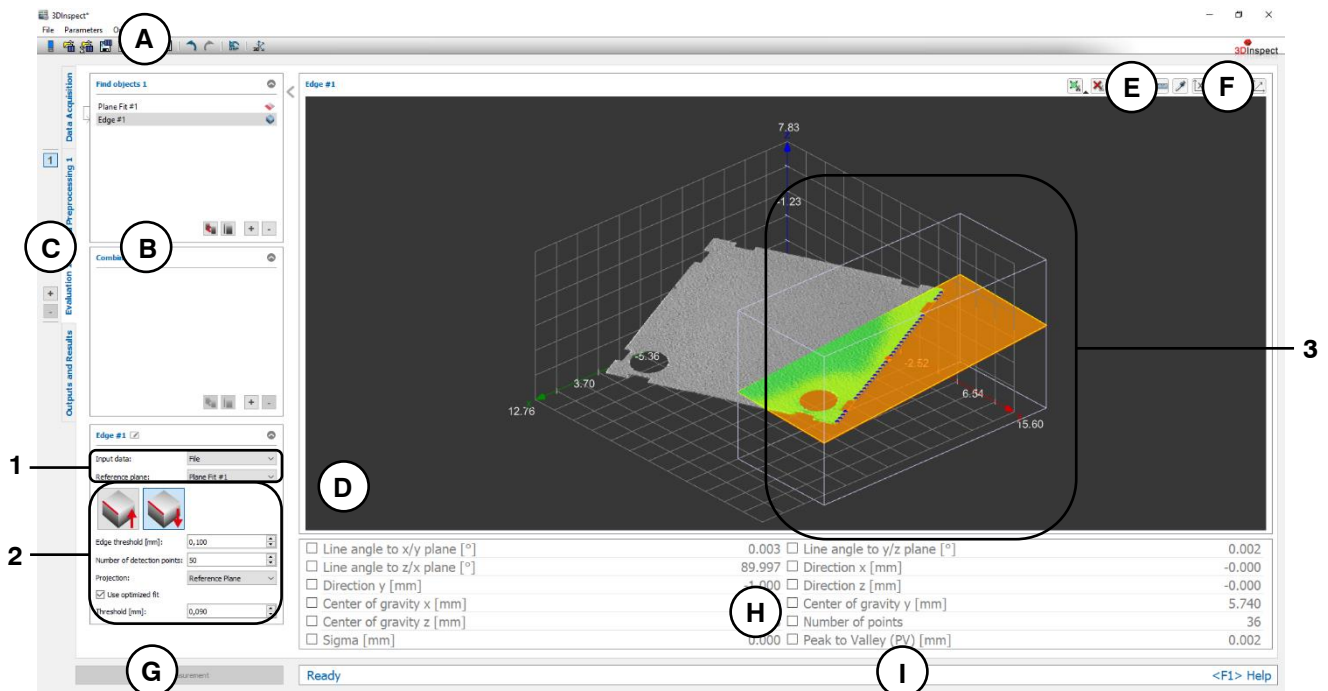 3DInspect*
File Parameters
A
3DInspect
Data Acquisition
Preprocessing 1
Evaluation
Outputs and Results
1
+
-
C
Find objects 1
Plane Fit #1
Edge #1
+ -
B
+ -
Edge #1
Input data: File
Reference plane: Plane Fit #1
1
Edge threshold [mm]: 0,100
Number of detection points: 50
Projection: Reference Plane
Use optimized fit
Threshold [mm]: 0,090
2
G
Edge #1
E
F
7.83
-1.23
-5.36
3.70
12.76
-2.52
6.54
15.60
3
D
Line angle to x/y plane [°] 0.003 Line angle to y/z plane [°] 0.002
Line angle to z/x plane [°] 89.997 Direction x [mm] -0.000
Direction y [mm] -1.000 Direction z [mm] -0.000
Center of gravity x [mm] Center of gravity y [mm] 5.740
Center of gravity z [mm] Number of points 36
Sigma [mm] 0.000 Peak to Valley (PV) [mm] 0.002
H
Ready <F1> Help
I